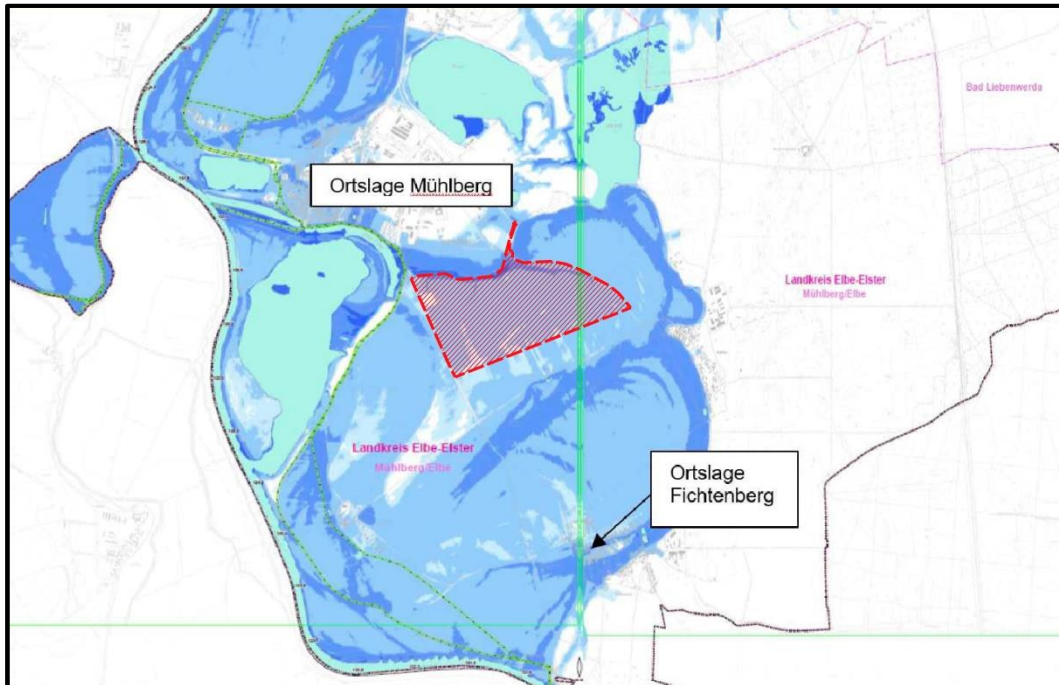 Bad Liebenwerda
Ortslage Mühlberg
Landkreis Elbe-Elster
Mühlberg/Elbe
Landkreis Elbe-Elster
Mühlberg/Elbe
Ortslage
Fichtenberg